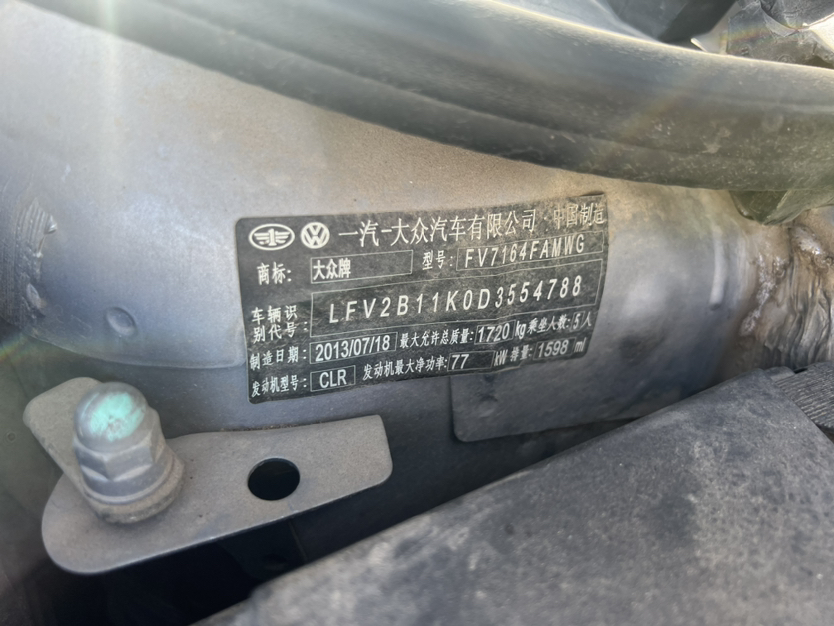 一汽-大众汽车有限公司·中国制造
商标: 大众牌 型号: FV7164FAMWG
车辆识别代号: LFV2B11K0D3554788
制造日期: 2013/07/18 最大允许总质量: 1720 kg 乘坐人数: 5人
发动机型号: CLR 发动机最大净功率: 77 kW 排量: 1598 ml